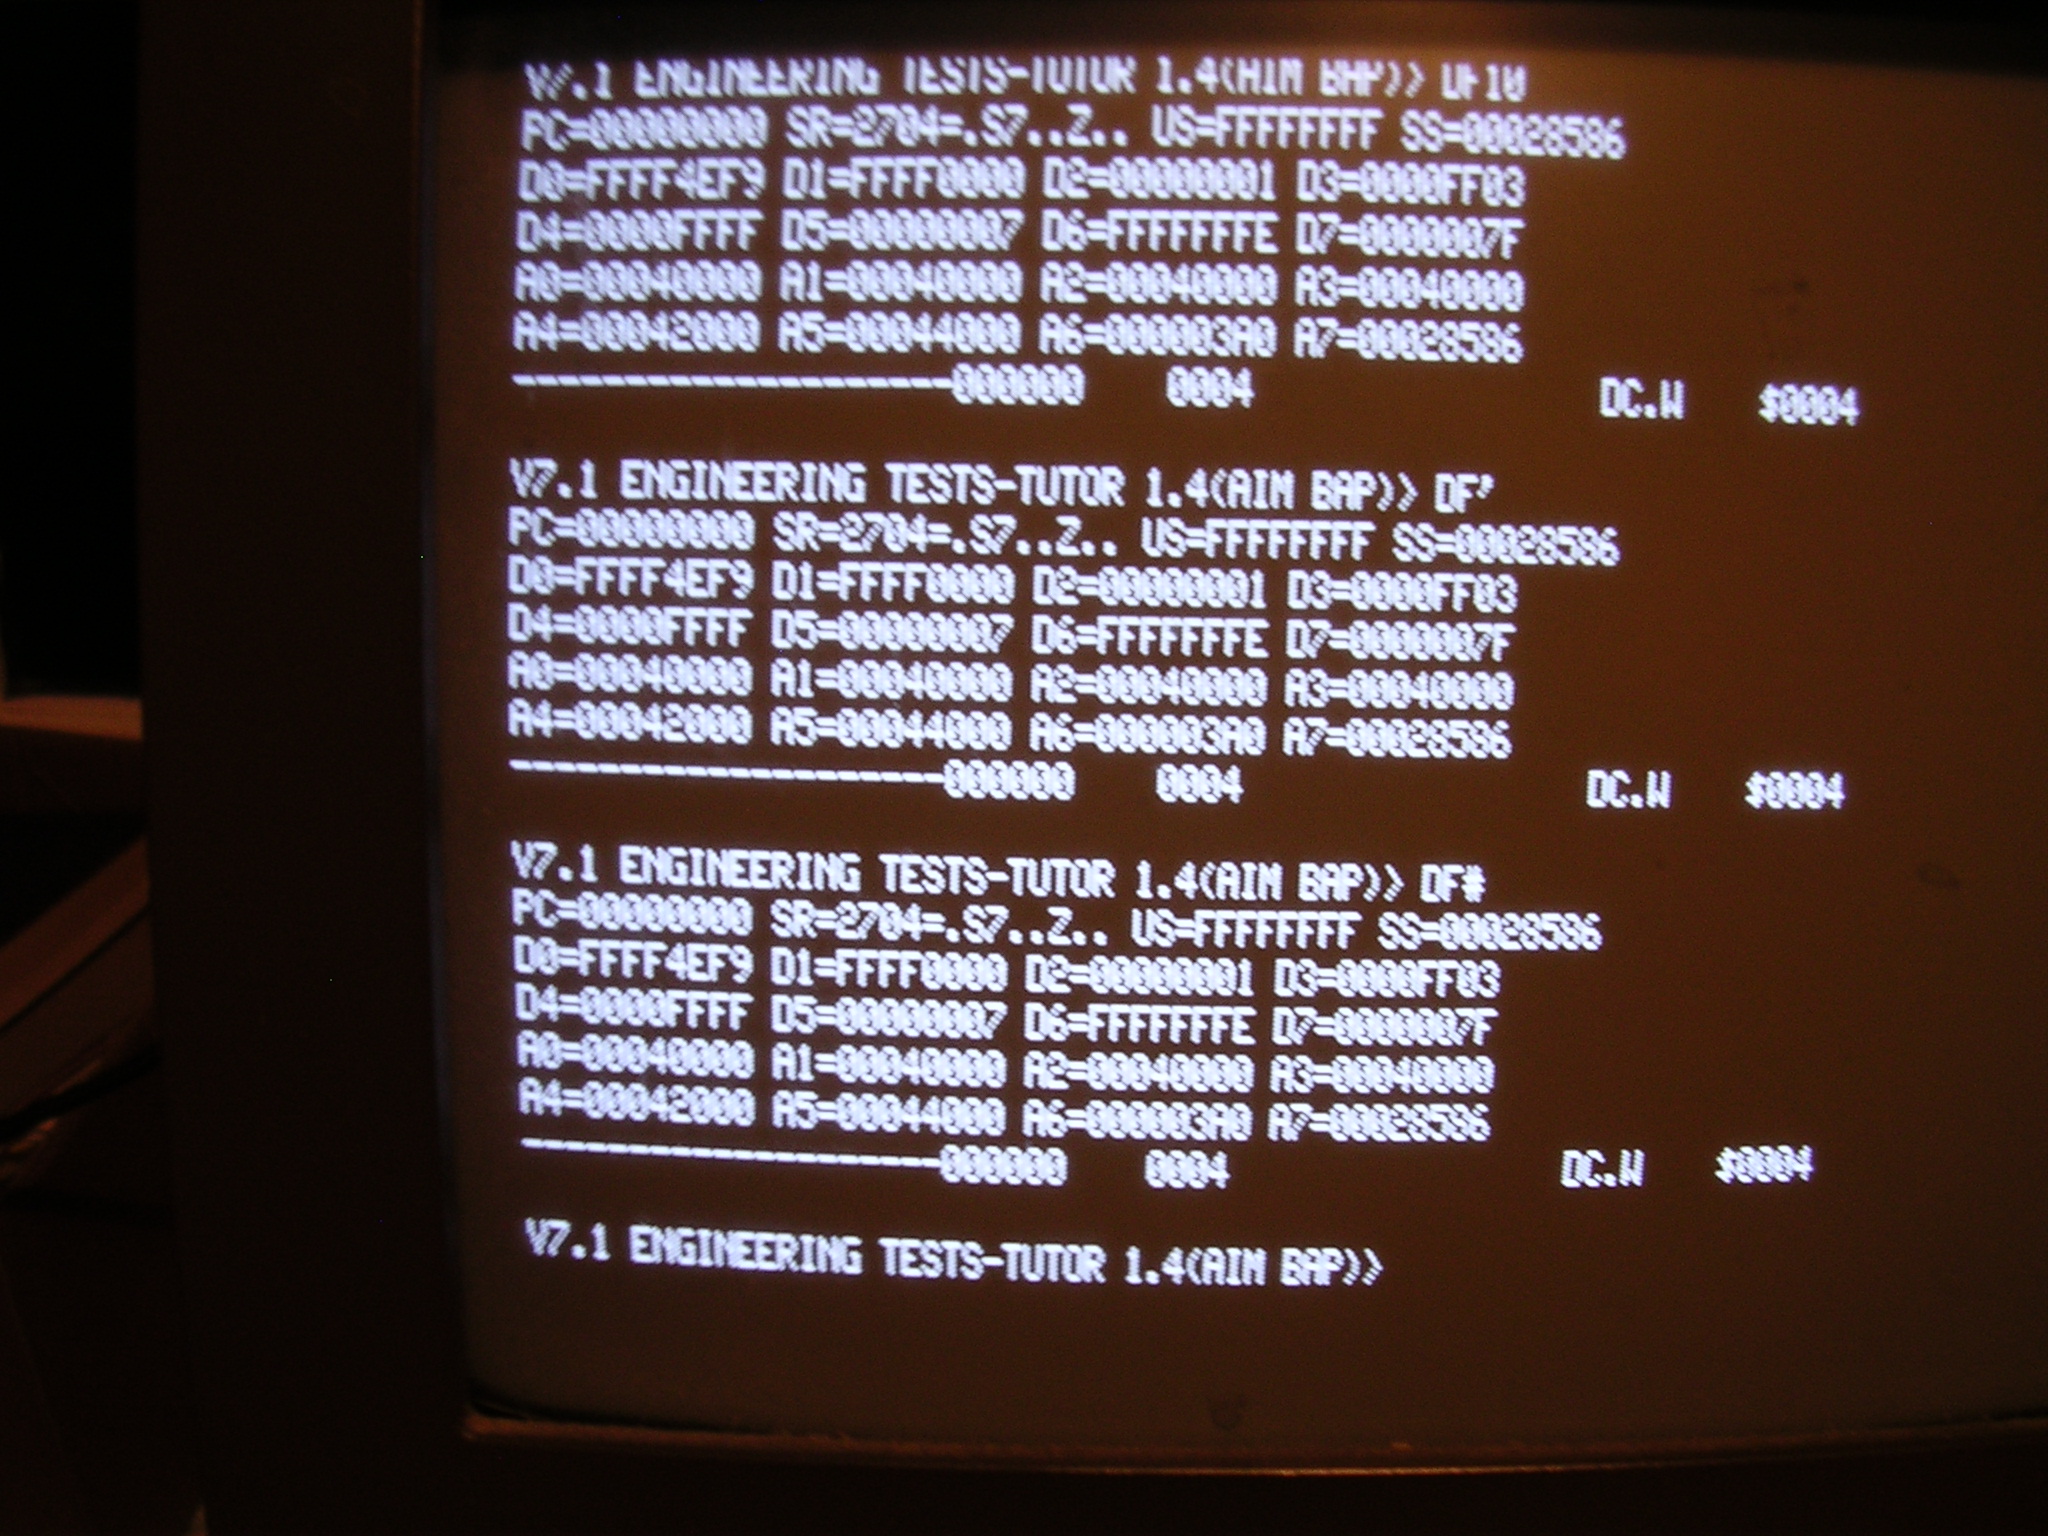 V7.1 ENGINEERING TESTS-TUTOR 1.4(AIM BAP)> DF10
PC=00000000 SR=2704=.S7..Z.. US=FFFFFFFF SS=00028586
D0=FFFF4EF9 D1=FFFF0000 D2=00000001 D3=0000FF03
D4=0000FFFF D5=00000007 D6=FFFFFFFE D7=0000007F
A0=00040000 A1=00040000 A2=00040000 A3=00040000
A4=00042000 A5=00044000 A6=000003A0 A7=00028586
---------------------000000 0004 DC.W $0004
V7.1 ENGINEERING TESTS-TUTOR 1.4(AIM BAP)> DF'
PC=00000000 SR=2704=.S7..Z.. US=FFFFFFFF SS=00028586
D0=FFFF4EF9 D1=FFFF0000 D2=00000001 D3=0000FF03
D4=0000FFFF D5=00000007 D6=FFFFFFFE D7=0000007F
A0=00040000 A1=00040000 A2=00040000 A3=00040000
A4=00042000 A5=00044000 A6=000003A0 A7=00028586
---------------------000000 0004 DC.W $0004
V7.1 ENGINEERING TESTS-TUTOR 1.4(AIM BAP)> DF#
PC=00000000 SR=2704=.S7..Z.. US=FFFFFFFF SS=00028586
D0=FFFF4EF9 D1=FFFF0000 D2=00000001 D3=0000FF03
D4=0000FFFF D5=00000007 D6=FFFFFFFE D7=0000007F
A0=00040000 A1=00040000 A2=00040000 A3=00040000
A4=00042000 A5=00044000 A6=000003A0 A7=00028586
---------------------000000 0004 DC.W $0004
V7.1 ENGINEERING TESTS-TUTOR 1.4(AIM BAP)>